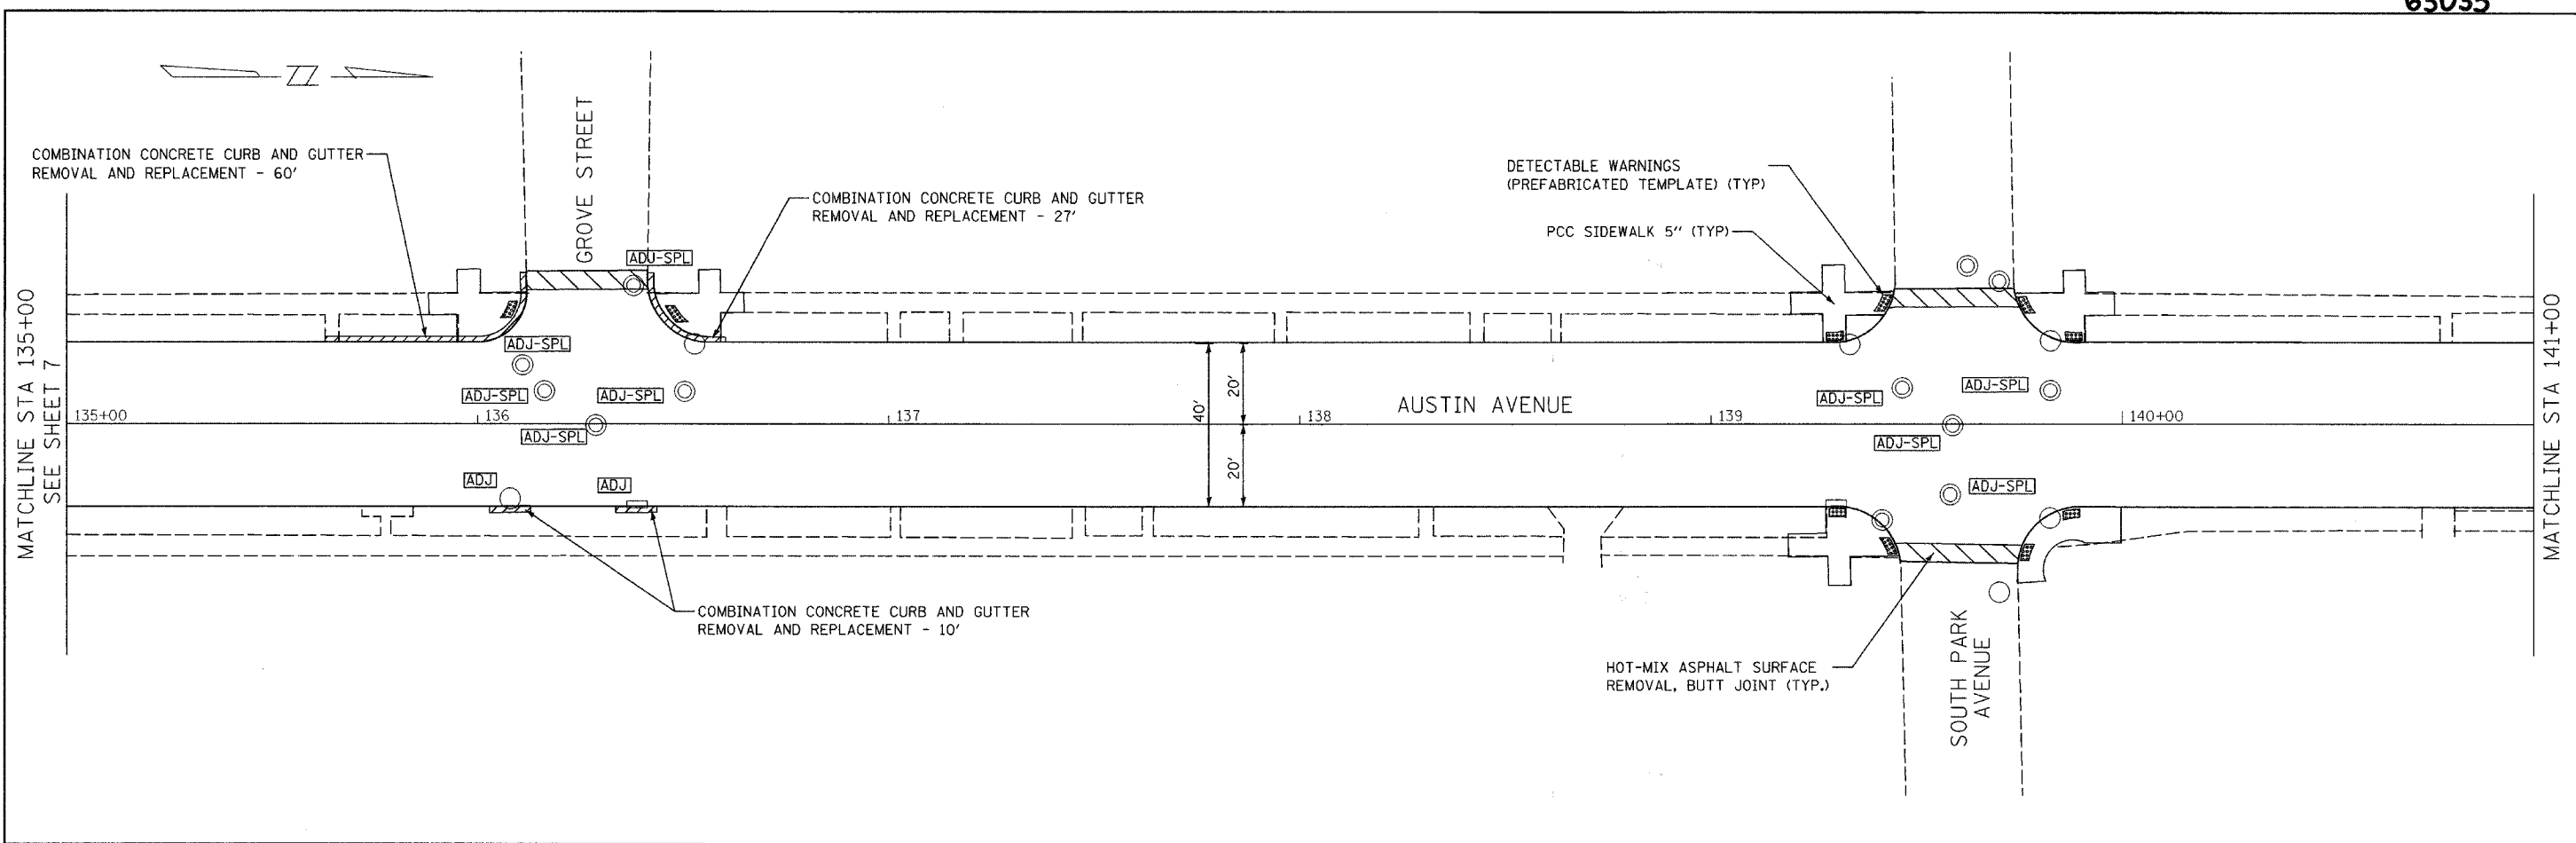 63035
Z
COMBINATION CONCRETE CURB AND GUTTER
REMOVAL AND REPLACEMENT - 60'
GROVE STREET
COMBINATION CONCRETE CURB AND GUTTER
REMOVAL AND REPLACEMENT - 27'
DETECTABLE WARNINGS
(PREFABRICATED TEMPLATE) (TYP)
PCC SIDEWALK 5" (TYP)
ADJ-SPL
MATCHLINE STA 135+00
SEE SHEET 7
ADJ-SPL
ADJ-SPL
ADJ-SPL
ADJ-SPL
135+00
136
137
40'
20'
20'
138
AUSTIN AVENUE
139
140+00
ADJ-SPL
ADJ-SPL
ADJ-SPL
ADJ-SPL
MATCHLINE STA 141+00
ADJ
ADJ
COMBINATION CONCRETE CURB AND GUTTER
REMOVAL AND REPLACEMENT - 10'
HOT-MIX ASPHALT SURFACE
REMOVAL, BUTT JOINT (TYP.)
SOUTH PARK
AVENUE